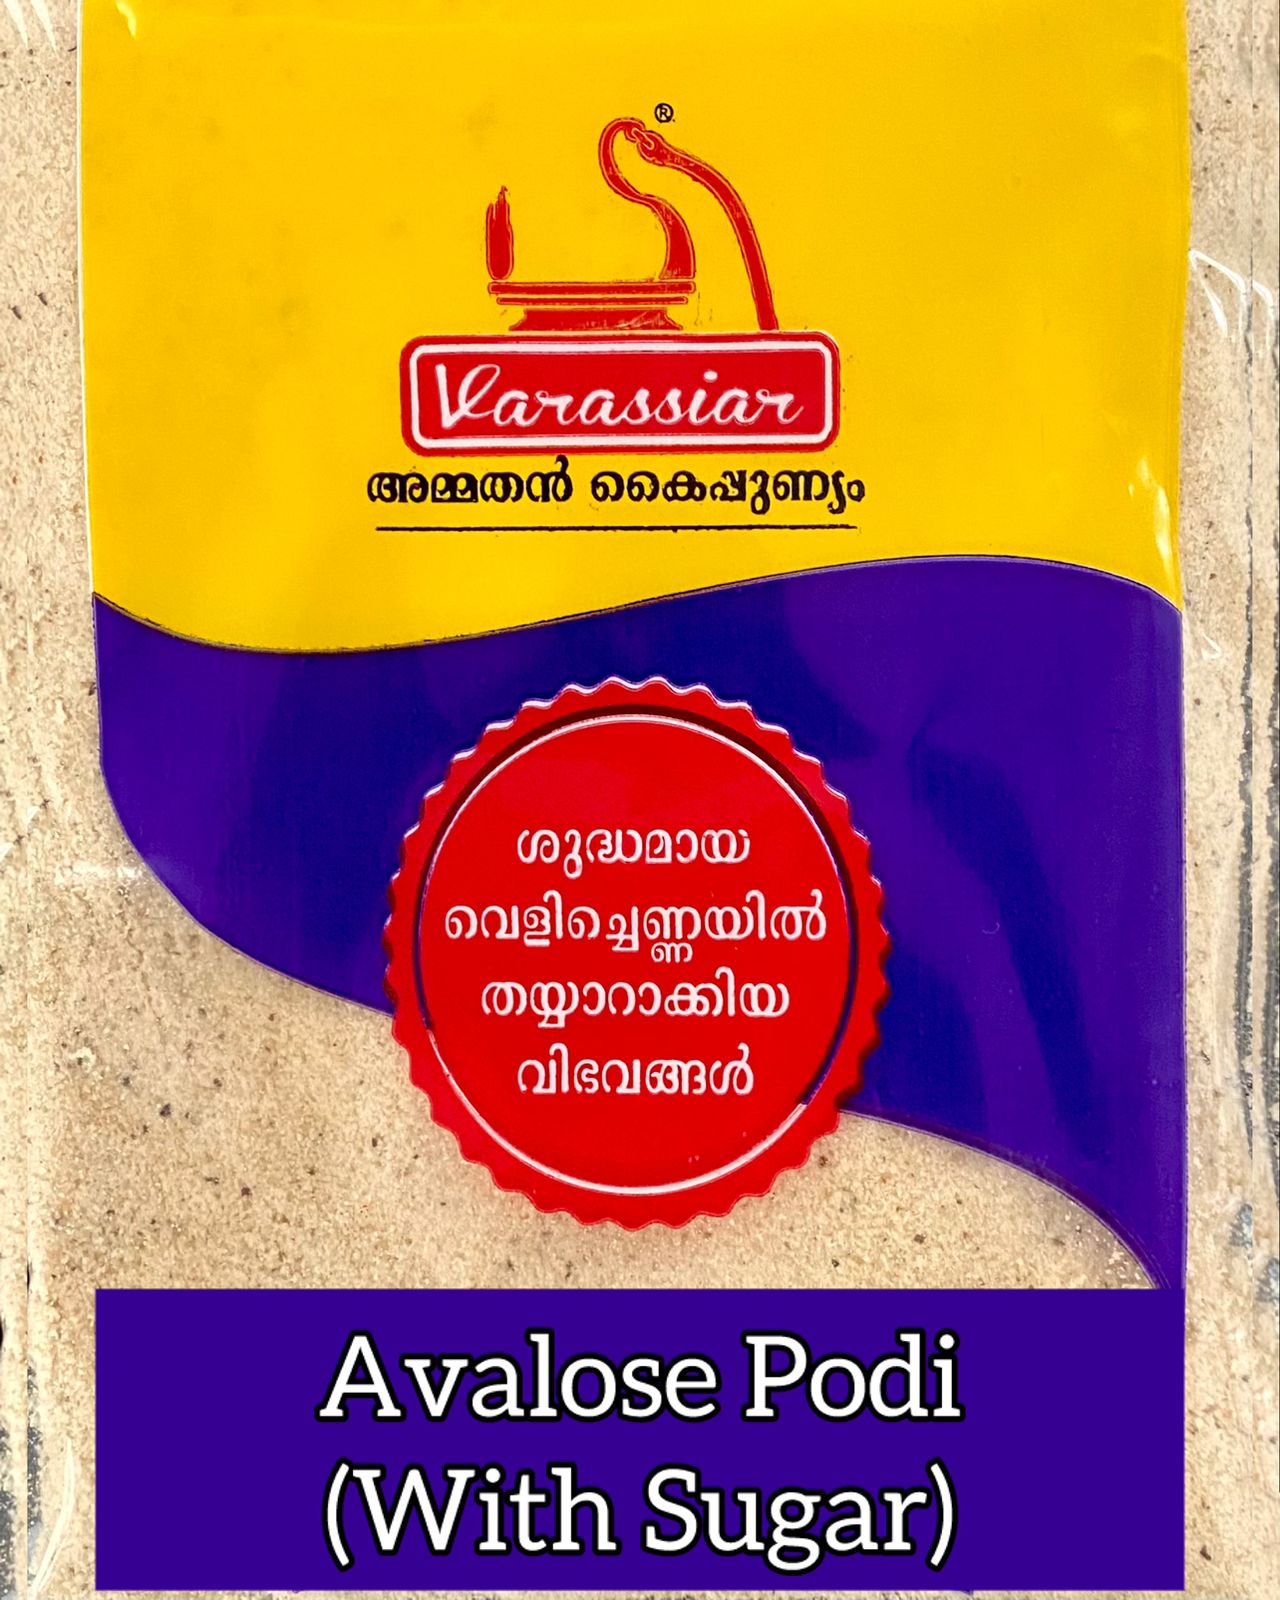 ®
Varassiar
അമ്മതൻ കൈപ്പുണ്യം
ശുദ്ധമായ
വെളിച്ചെണ്ണയിൽ
തയ്യാറാക്കിയ
വിഭവങ്ങൾ
Avalose Podi
(With Sugar)